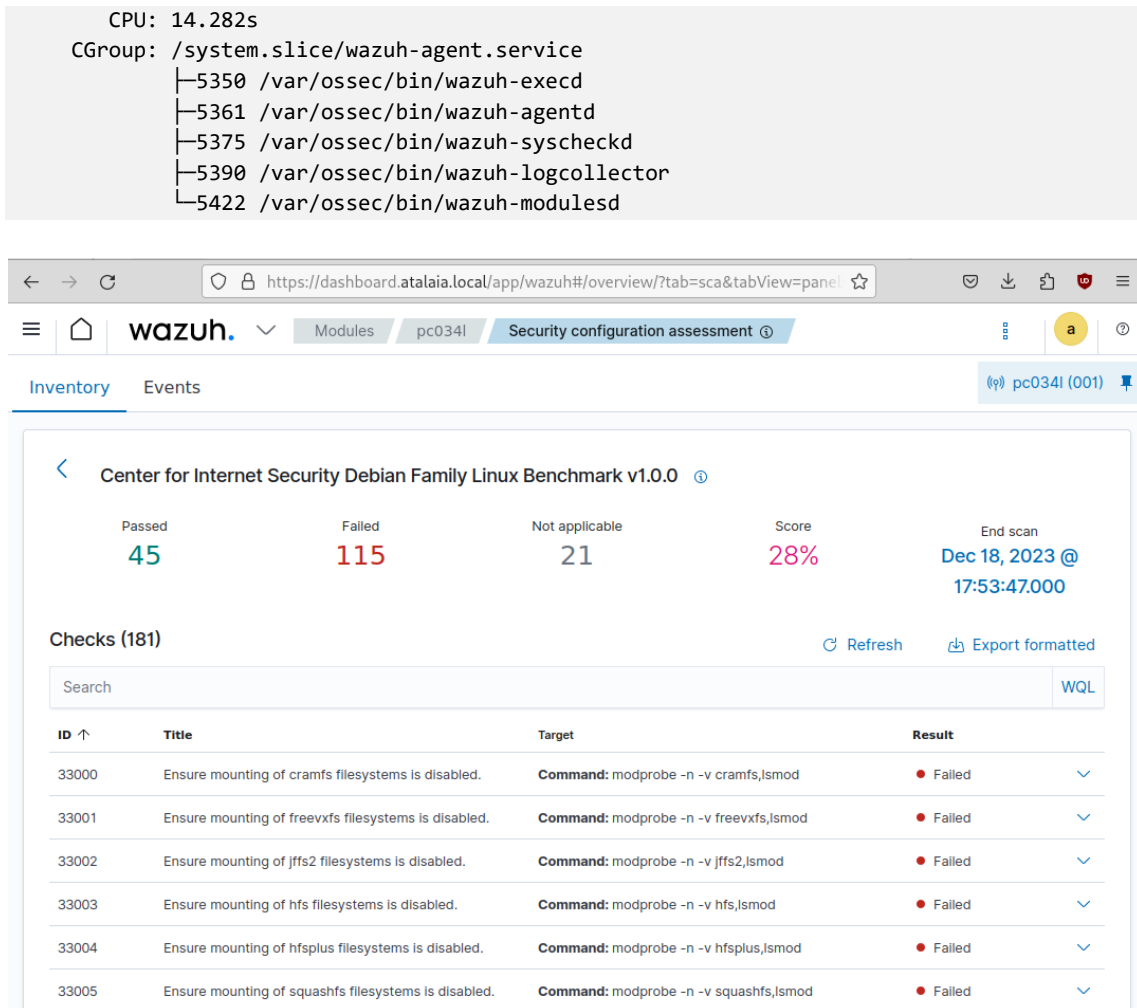 CPU: 14.282s
CGroup: /system.slice/wazuh-agent.service
├─5350 /var/ossec/bin/wazuh-execd
├─5361 /var/ossec/bin/wazuh-agentd
├─5375 /var/ossec/bin/wazuh-syscheckd
├─5390 /var/ossec/bin/wazuh-logcollector
└─5422 /var/ossec/bin/wazuh-modulesd
https://dashboard.atalaia.local/app/wazuh#/overview/?tab=sca&tabView=panel
wazuh. Modules pc034l Security configuration assessment a
Inventory Events pc034l (001)
Center for Internet Security Debian Family Linux Benchmark v1.0.0
Passed Failed Not applicable Score End scan
45 115 21 28% Dec 18, 2023 @
17:53:47.000
Checks (181) Refresh Export formatted
Search WQL
ID Title Target Result
33000 Ensure mounting of cramfs filesystems is disabled. Command: modprobe -n -v cramfs,lsmod Failed
33001 Ensure mounting of freevxfs filesystems is disabled. Command: modprobe -n -v freevxfs,lsmod Failed
33002 Ensure mounting of jffs2 filesystems is disabled. Command: modprobe -n -v jffs2,lsmod Failed
33003 Ensure mounting of hfs filesystems is disabled. Command: modprobe -n -v hfs,lsmod Failed
33004 Ensure mounting of hfsplus filesystems is disabled. Command: modprobe -n -v hfsplus,lsmod Failed
33005 Ensure mounting of squashfs filesystems is disabled. Command: modprobe -n -v squashfs,lsmod Failed